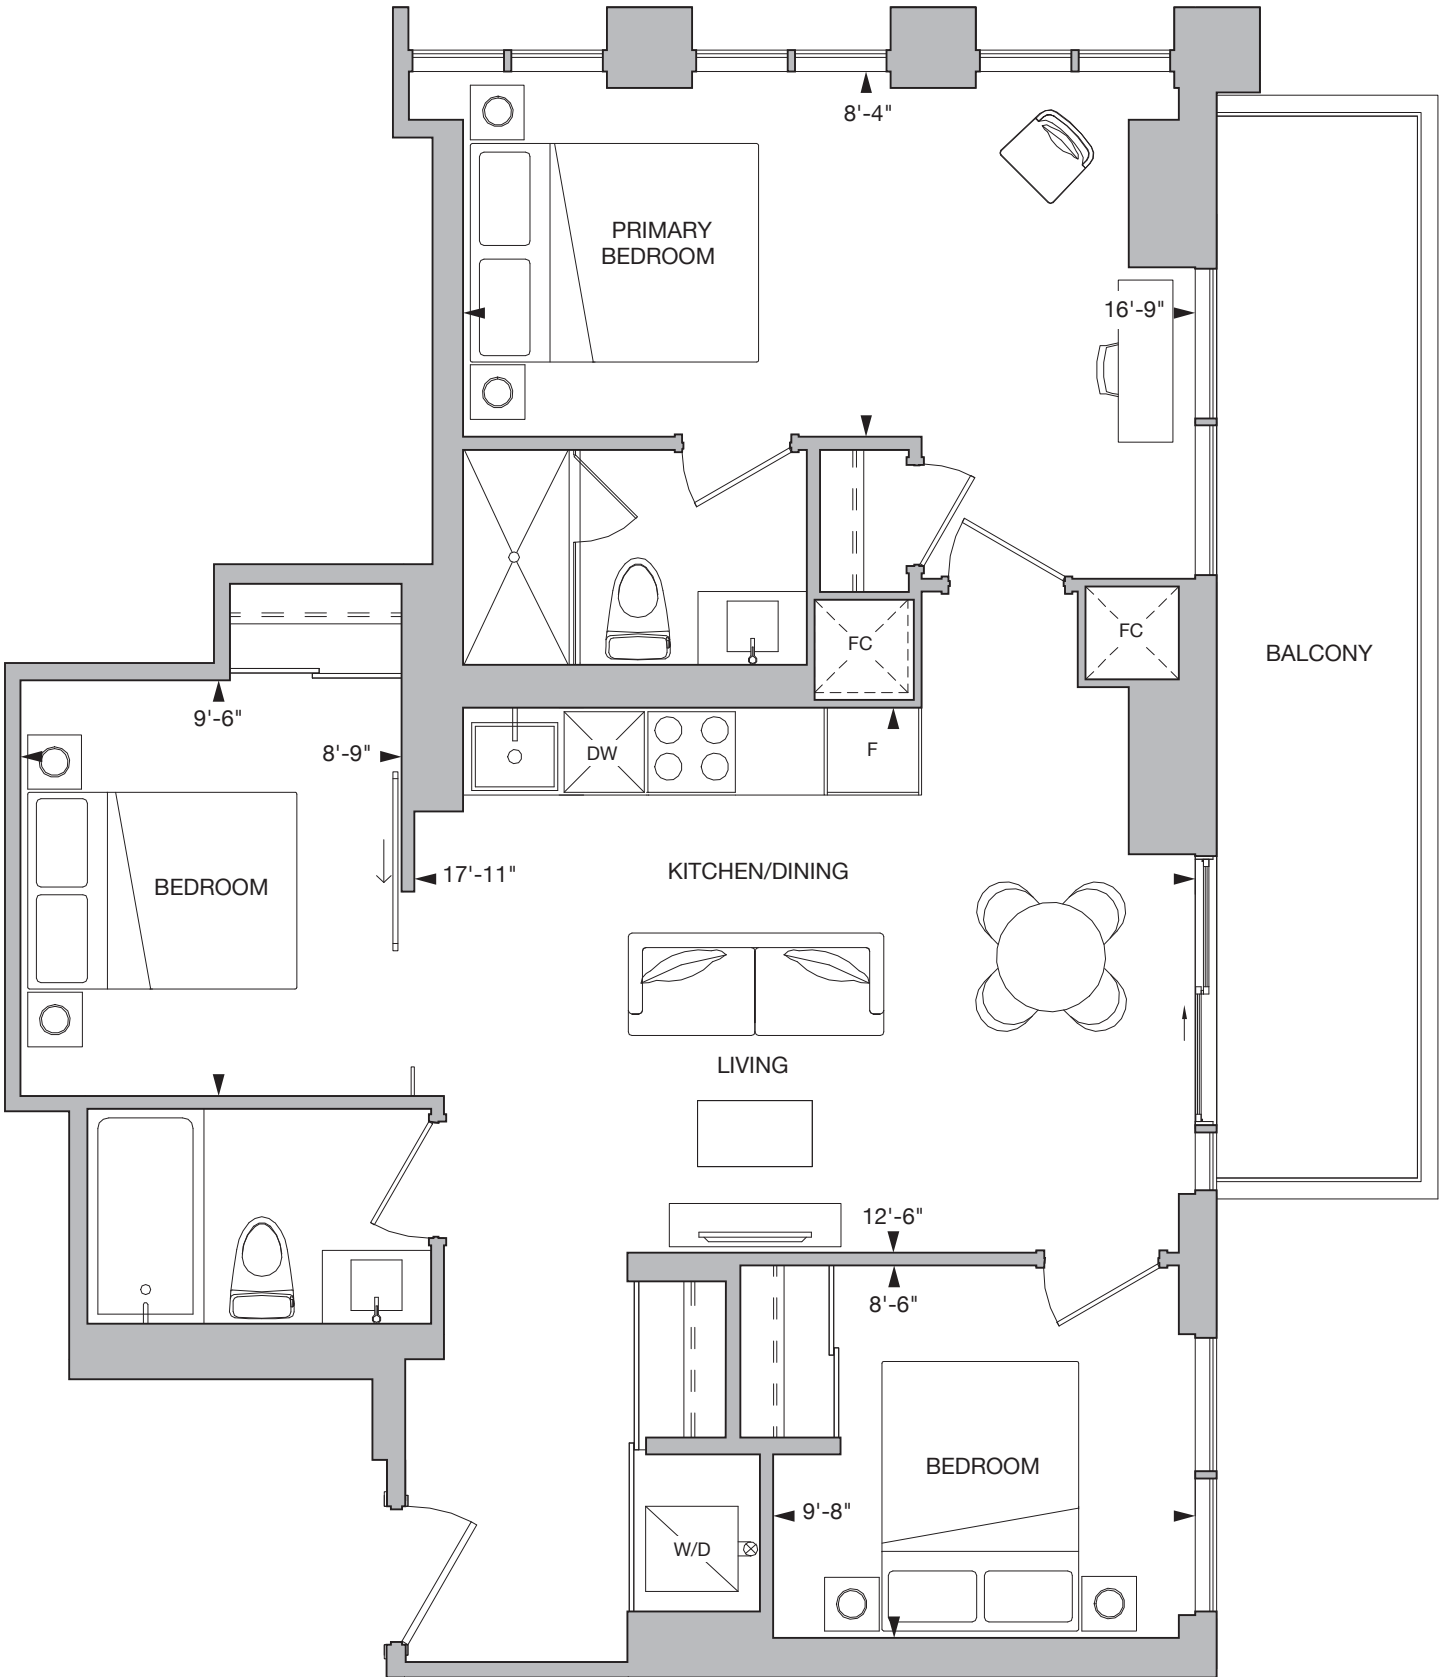 8'-4"
PRIMARY
BEDROOM
16'-9"
FC
FC
BALCONY
9'-6"
8'-9"
DW
F
BEDROOM
17'-11"
KITCHEN/DINING
LIVING
12'-6"
8'-6"
BEDROOM
9'-8"
W/D